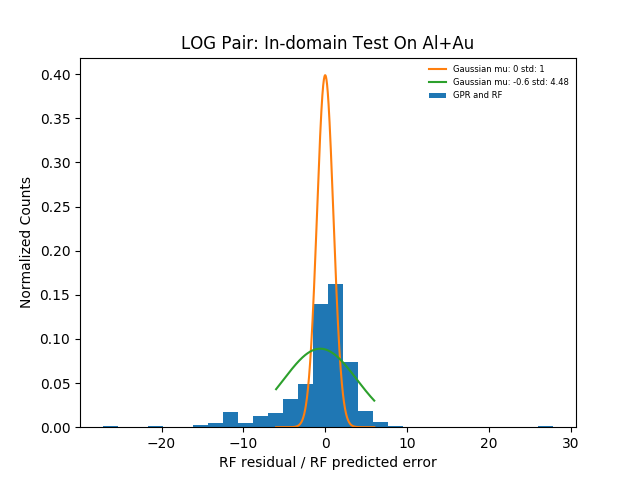 LOG Pair: In-domain Test On Al+Au
Gaussian mu: 0 std: 1
Gaussian mu: -0.6 std: 4.48
GPR and RF
Normalized Counts
0.40
0.35
0.30
0.25
0.20
0.15
0.10
0.05
0.00
−20
−10
0
10
20
30
RF residual / RF predicted error